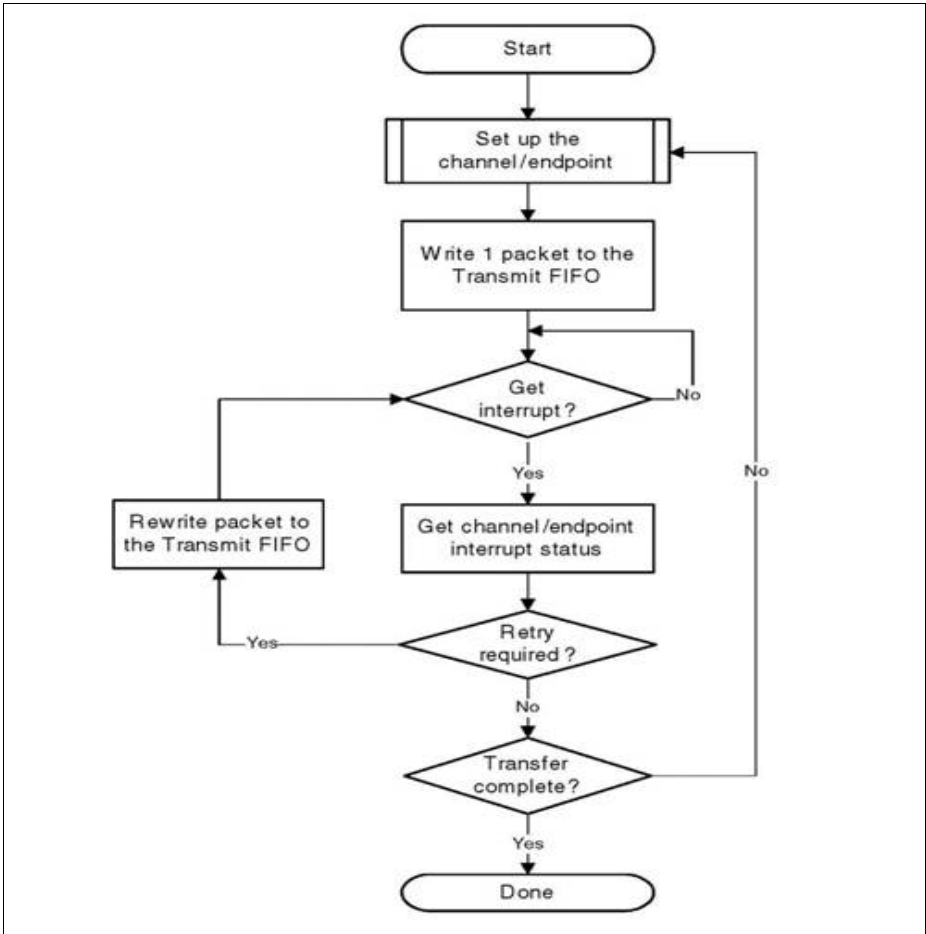 Start
Set up the
channel/endpoint
Write 1 packet to the
Transmit FIFO
Get
interrupt?
No
Yes
No
Rewrite packet to
the Transmit FIFO
Get channel/endpoint
interrupt status
Retry
required?
Yes
No
Transfer
complete?
Yes
Done